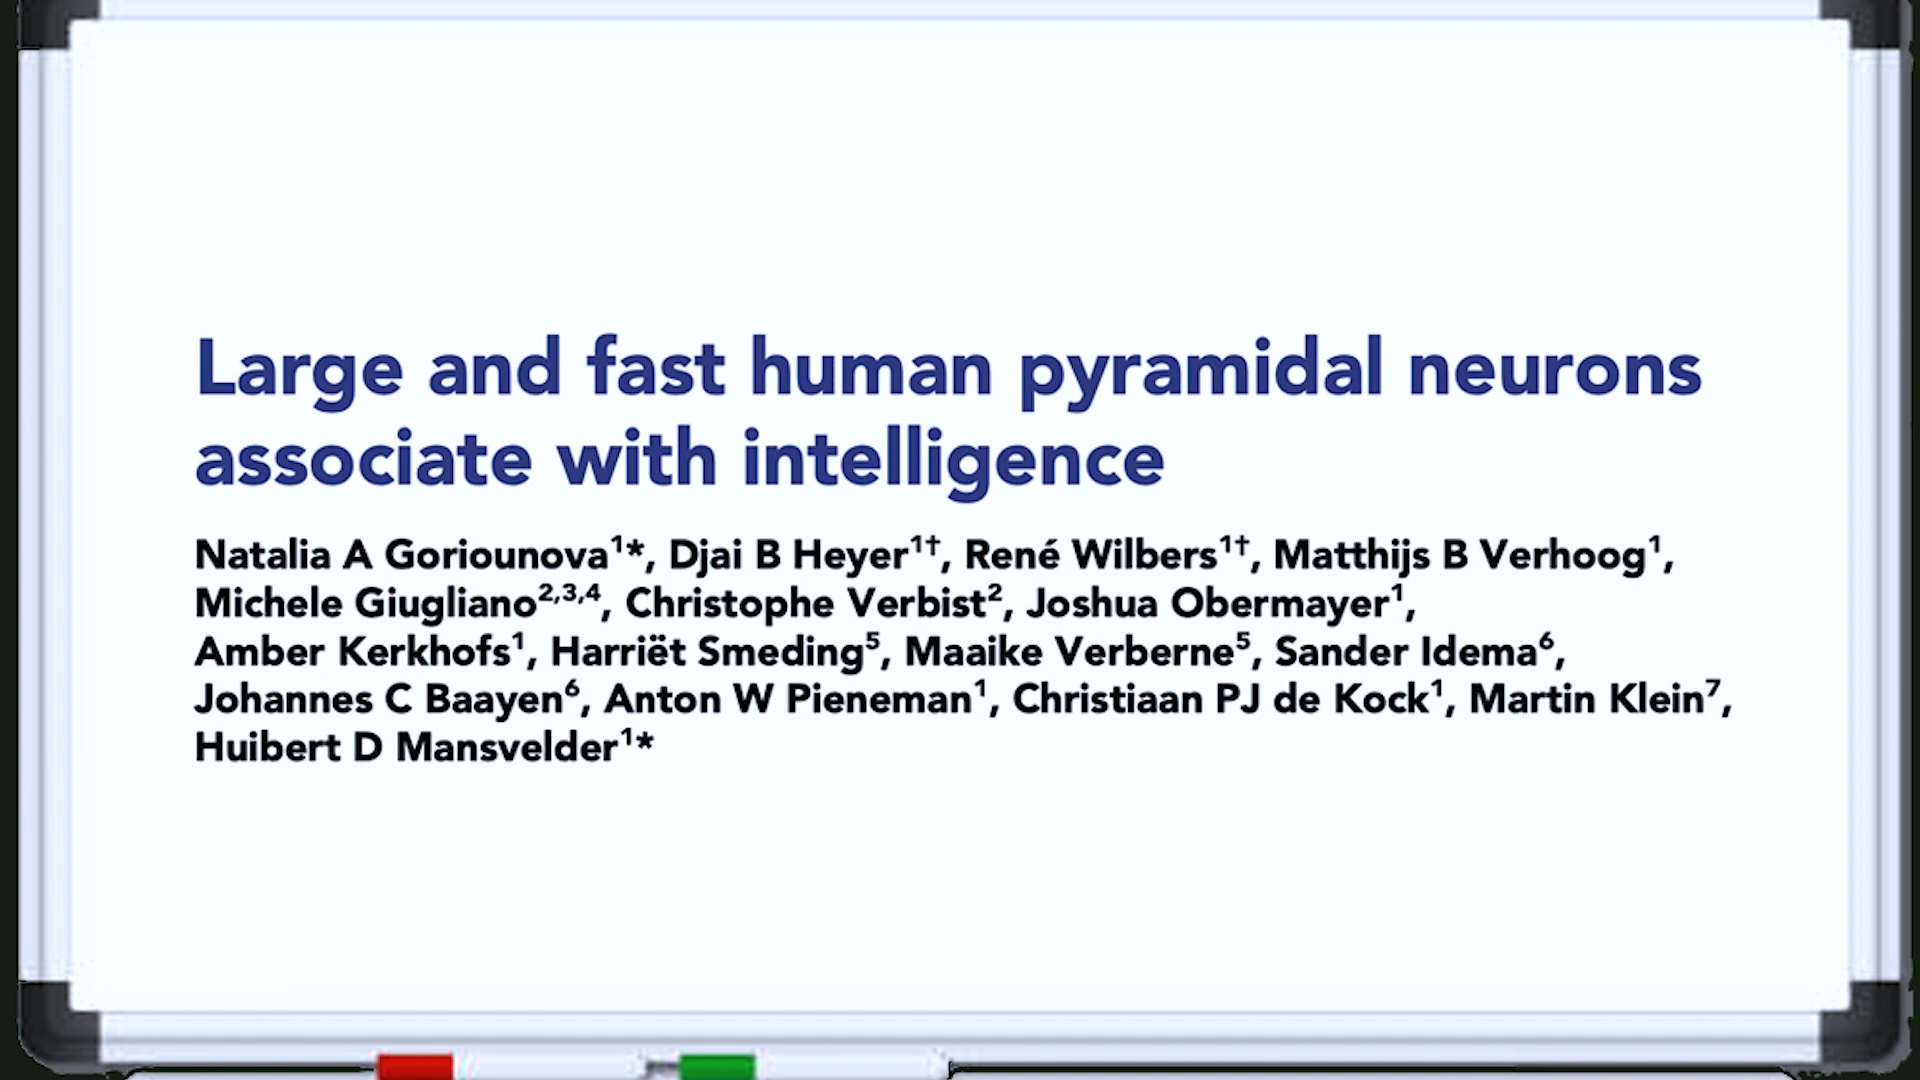 Large and fast human pyramidal neurons
associate with intelligence
Natalia A Goriounova¹*, Djai B Heyer¹†, René Wilbers¹†, Matthijs B Verhoog¹,
Michele Giugliano²,³,⁴, Christophe Verbist², Joshua Obermayer¹,
Amber Kerkhofs¹, Harriët Smeding⁵, Maaike Verberne⁵, Sander Idema⁶,
Johannes C Baayen⁶, Anton W Pieneman¹, Christiaan PJ de Kock¹, Martin Klein⁷,
Huibert D Mansvelder¹*